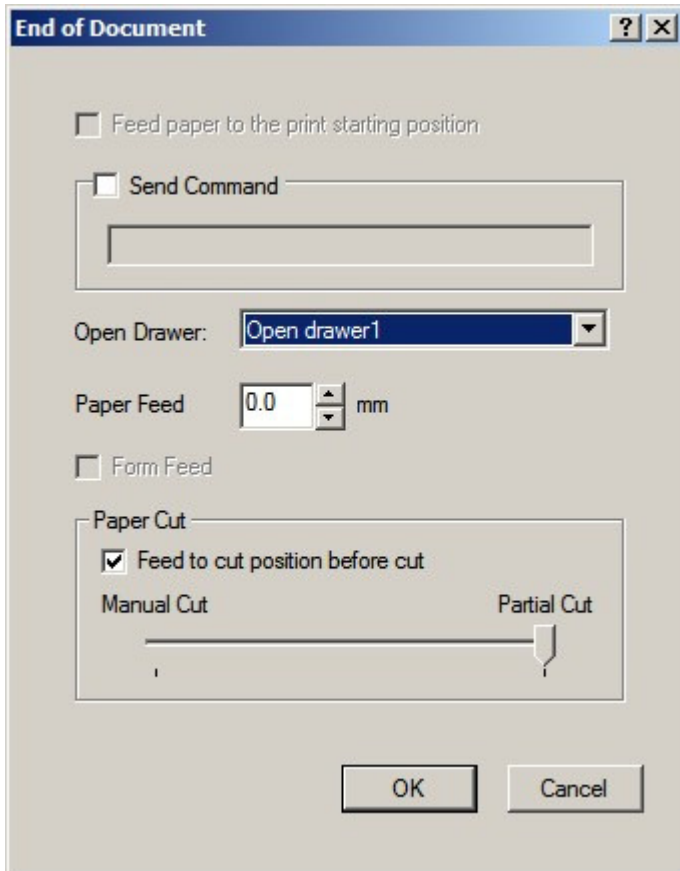 End of Document
Feed paper to the print starting position
Send Command
Open Drawer: Open drawer1
Paper Feed 0.0 mm
Form Feed
Paper Cut
Feed to cut position before cut
Manual Cut Partial Cut
OK Cancel